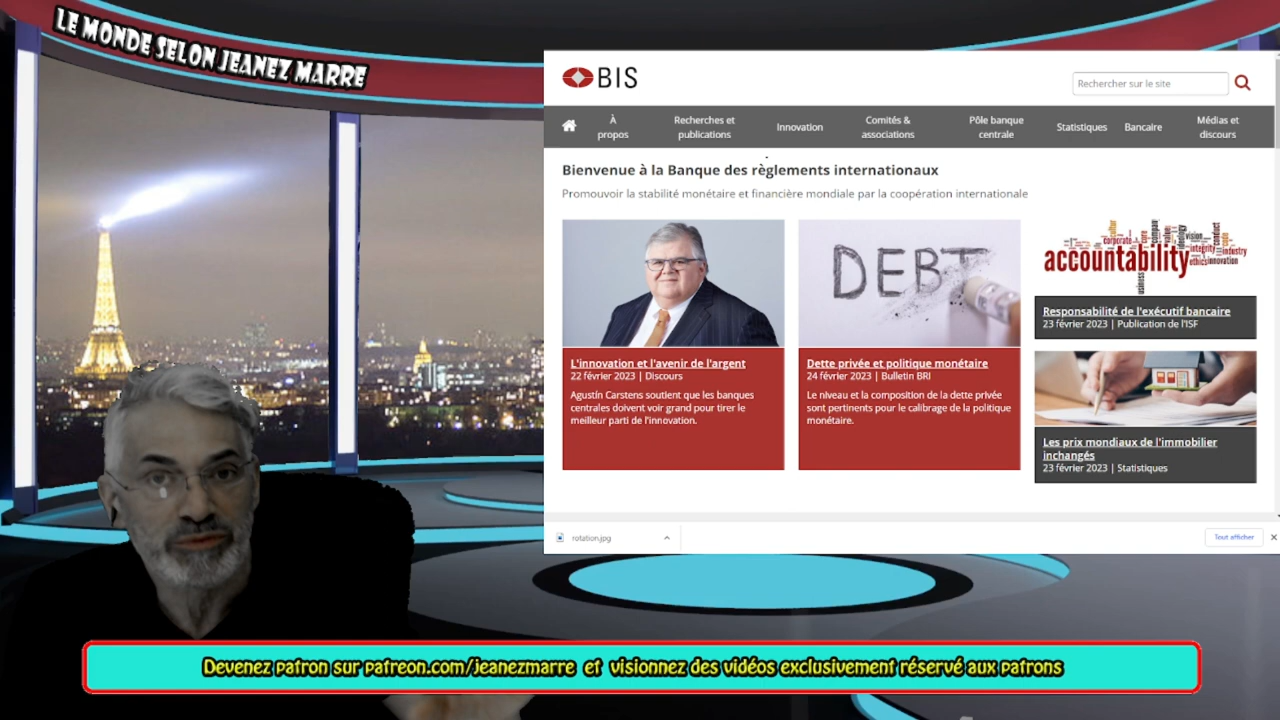 LE MONDE SELON JEANEZ MARRE
BIS
Rechercher sur le site
À propos
Recherches et publications
Innovation
Comités & associations
Pôle banque centrale
Statistiques
Bancaire
Médias et discours
Bienvenue à la Banque des règlements internationaux
Promouvoir la stabilité monétaire et financière mondiale par la coopération internationale
L'innovation et l'avenir de l'argent
22 février 2023 | Discours
Agustín Carstens soutient que les banques
centrales doivent voir grand pour tirer le
meilleur parti de l'innovation.
DEBT
Dette privée et politique monétaire
24 février 2023 | Bulletin BRI
Le niveau et la composition de la dette privée
sont pertinents pour le calibrage de la politique
monétaire.
corporate
vision
conduct
integrity
industry
ethics
innovation
accountability
Responsabilité de l'exécutif bancaire
23 février 2023 | Publication de l'ISF
Les prix mondiaux de l'immobilier
inchangés
23 février 2023 | Statistiques
rotation.jpg
Tout afficher
Devenez patron sur patreon.com/jeanezmarre et visionnez des vidéos exclusivement réservé aux patrons